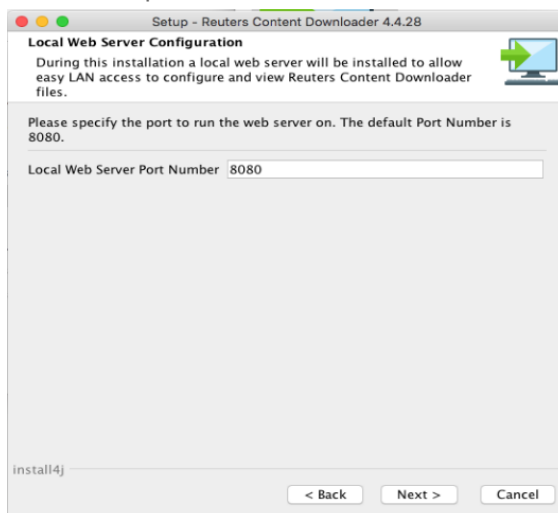 Setup - Reuters Content Downloader 4.4.28
Local Web Server Configuration
During this installation a local web server will be installed to allow
easy LAN access to configure and view Reuters Content Downloader
files.
Please specify the port to run the web server on. The default Port Number is
8080.
Local Web Server Port Number 8080
install4j
< Back Next > Cancel